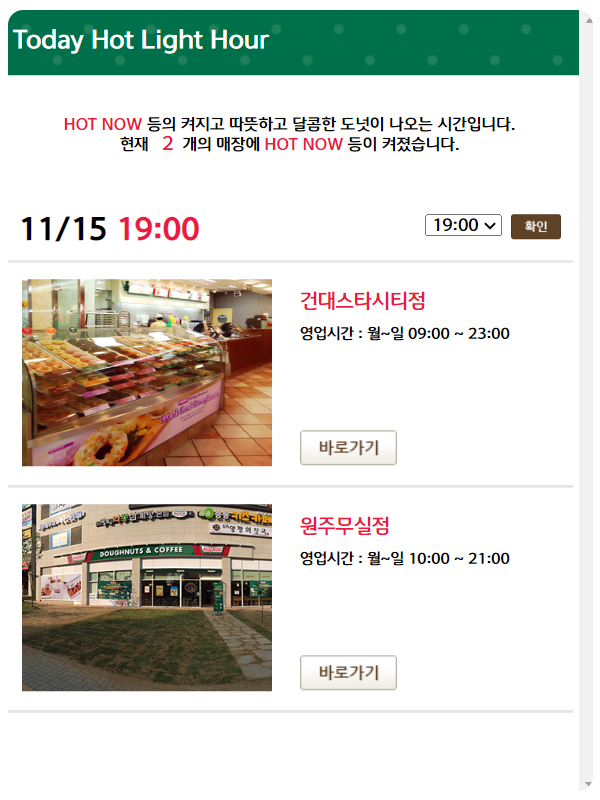 Today Hot Light Hour
HOT NOW 등의 켜지고 따뜻하고 달콤한 도넛이 나오는 시간입니다.
현재 2 개의 매장에 HOT NOW 등이 켜졌습니다.
11/15 19:00
19:00
확인
건대스타시티점
영업시간 : 월~일 09:00 ~ 23:00
바로가기
DOUGHNUTS & COFFEE
원주무실점
영업시간 : 월~일 10:00 ~ 21:00
바로가기